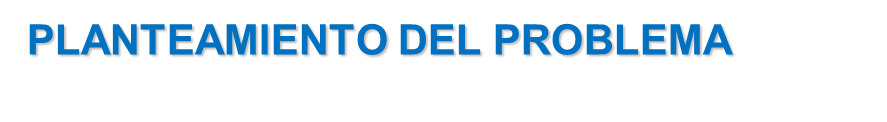 PLANTEAMIENTO DEL PROBLEMA